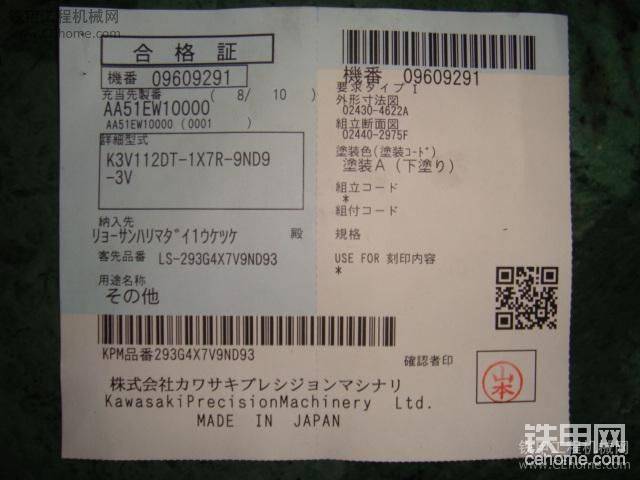 铁甲工程机械网
www.cehome.com
合格証
機番 09609291
充当先製番 ( 8/ 10 )
AA51EW10000
AA51EW10000 (0001 )
詳細型式
K3V112DT-1X7R-9ND9
-3V
納入先
リョーサンハリマダイ1ウケツケ 殿
客先品番 LS-293G4X7V9ND93
用途名称
その他
機番 09609291
要求タイプ I
外形寸法図
02430-4622A
組立断面図
02440-2975F
塗装色(塗装コード)
塗装A(下塗り)
組立コード
*
組付コード
規格
USE FOR 刻印内容
*
KPM品番293G4X7V9ND93
確認者印
山本
株式会社カワサキプレシジョンマシナリ
KawasakiPrecisionMachinery Ltd.
MADE IN JAPAN
铁甲网
cehome.com